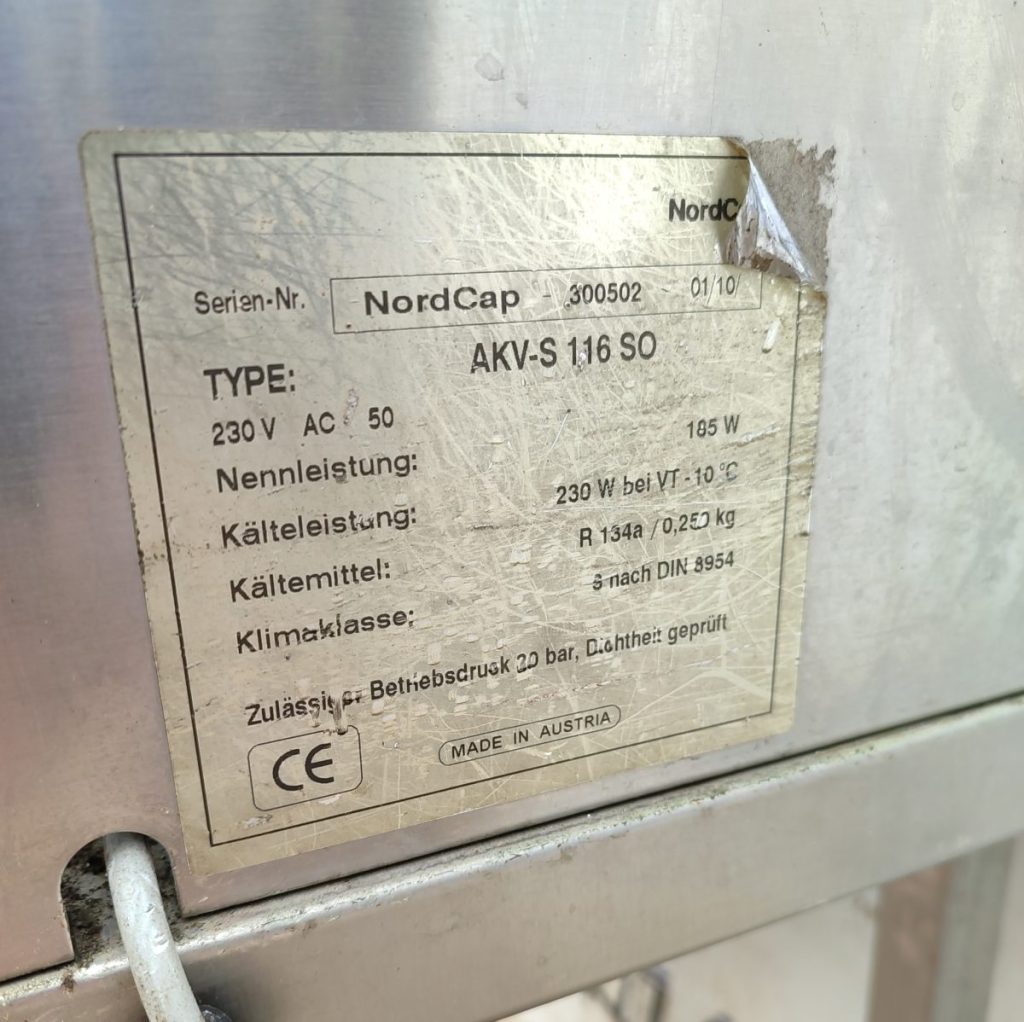 NordC
Serien-Nr. NordCap - 300502 01/10/
TYPE: AKV-S 116 SO
230 V AC 50
Nennleistung: 185 W
Kälteleistung: 230 W bei VT -10 °C
Kältemittel: R 134a / 0,250 kg
Klimaklasse: nach DIN 8954
Zulässiger Betriebsdruck 20 bar, Dichtheit geprüft
CE MADE IN AUSTRIA